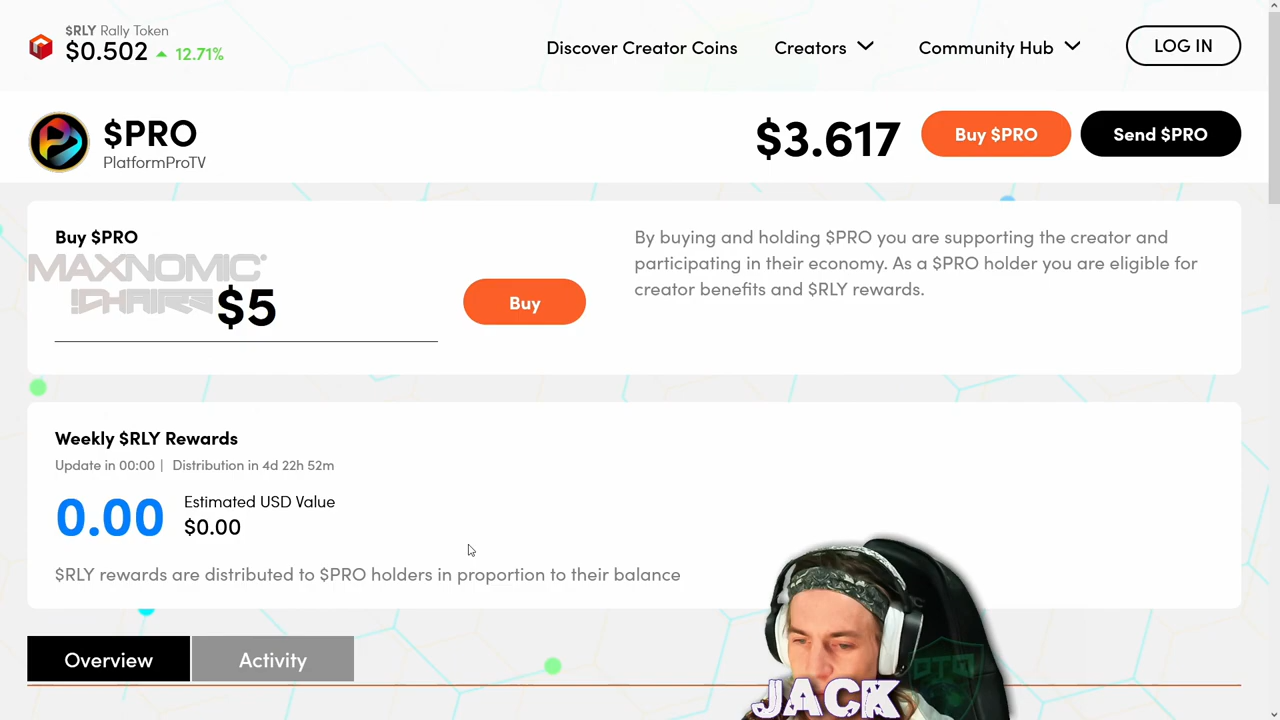 $RLY Rally Token
$0.502 12.71%
Discover Creator Coins
Creators
Community Hub
LOG IN
$PRO
PlatformProTV
$3.617
Buy $PRO
Send $PRO
Buy $PRO
MAXNOMIC
!CHAIRS
$5
Buy
By buying and holding $PRO you are supporting the creator and
participating in their economy. As a $PRO holder you are eligible for
creator benefits and $RLY rewards.
Weekly $RLY Rewards
Update in 00:00 | Distribution in 4d 22h 52m
0.00
Estimated USD Value
$0.00
$RLY rewards are distributed to $PRO holders in proportion to their balance
Overview
Activity
JACK